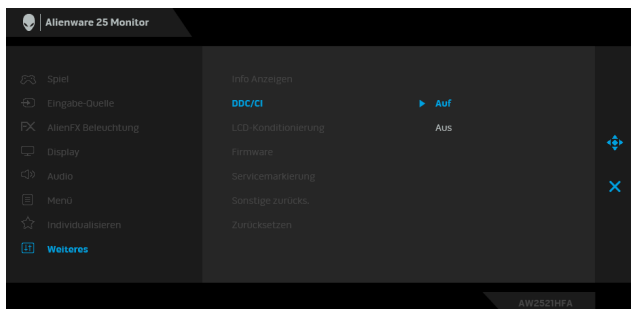 Alienware 25 Monitor
Spiel
Eingabe-Quelle
AlienFX Beleuchtung
Display
Audio
Menü
Individualisieren
Weiteres
Info Anzeigen
DDC/CI
Auf
Aus
LCD-Konditionierung
Firmware
Servicemarkierung
Sonstige zurücks.
Zurücksetzen
AW2521HFA